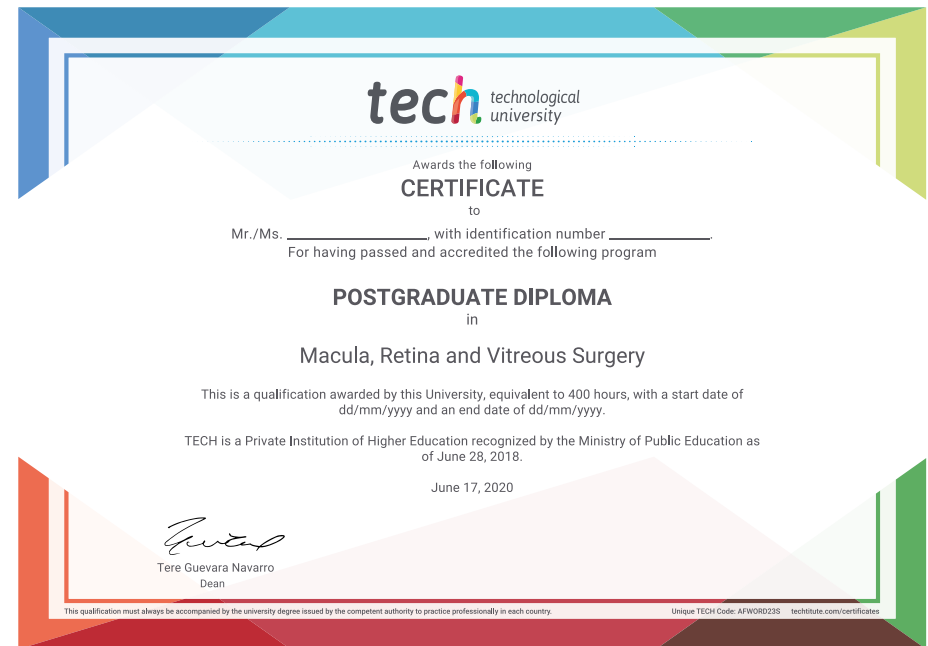 tech technological
university
Awards the following
CERTIFICATE
to
Mr./Ms. ____________________, with identification number ______________.
For having passed and accredited the following program
POSTGRADUATE DIPLOMA
in
Macula, Retina and Vitreous Surgery
This is a qualification awarded by this University, equivalent to 400 hours, with a start date of
dd/mm/yyyy and an end date of dd/mm/yyyy.
TECH is a Private Institution of Higher Education recognized by the Ministry of Public Education as
of June 28, 2018.
June 17, 2020
Tere Guevara Navarro
Dean
This qualification must always be accompanied by the university degree issued by the competent authority to practice professionally in each country.
Unique TECH Code: AFWORD23S techtitute.com/certificates